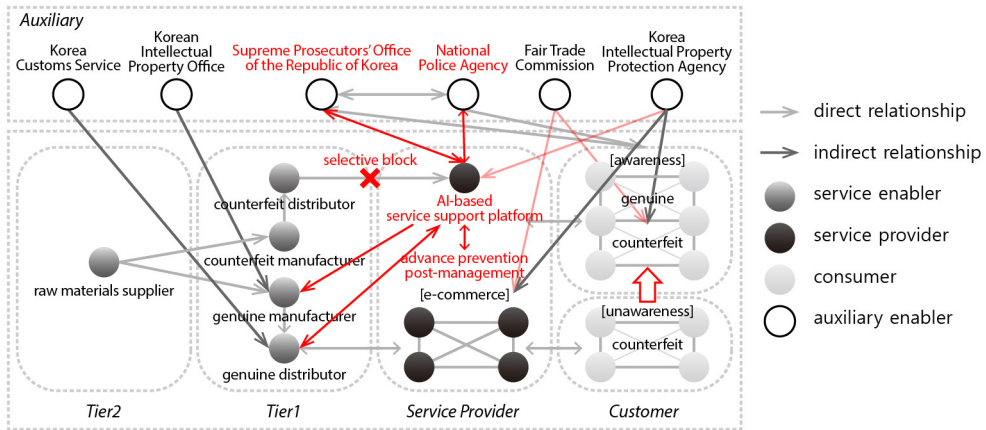 Auxiliary
Korea
Customs Service
Korean
Intellectual
Property Office
Supreme Prosecutors' Office
of the Republic of Korea
National
Police Agency
Fair Trade
Commission
Korea
Intellectual Property
Protection Agency
direct relationship
indirect relationship
service enabler
service provider
consumer
auxiliary enabler
selective block
[awareness]
genuine
counterfeit
counterfeit distributor
AI-based
service support platform
counterfeit manufacturer
advance prevention
post-management
raw materials supplier
[e-commerce]
genuine manufacturer
[unawareness]
counterfeit
genuine distributor
Tier2
Tier1
Service Provider
Customer